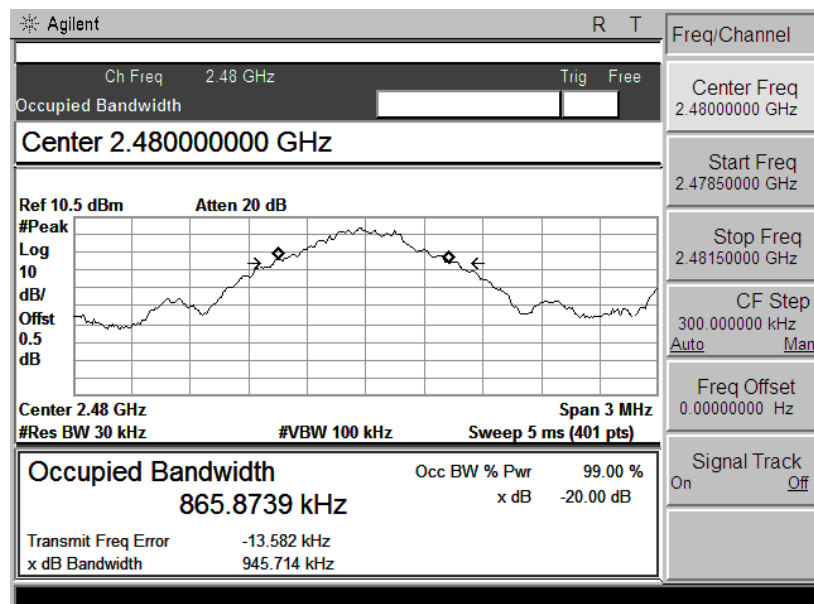 Agilent R T
Ch Freq 2.48 GHz Trig Free
Occupied Bandwidth
Center 2.480000000 GHz
Ref 10.5 dBm Atten 20 dB
#Peak
Log
10
dB/
Offst
0.5
dB
Center 2.48 GHz Span 3 MHz
#Res BW 30 kHz #VBW 100 kHz Sweep 5 ms (401 pts)
Occupied Bandwidth Occ BW % Pwr 99.00 %
865.8739 kHz x dB -20.00 dB
Transmit Freq Error -13.582 kHz
x dB Bandwidth 945.714 kHz
Freq/Channel
Center Freq
2.48000000 GHz
Start Freq
2.47850000 GHz
Stop Freq
2.48150000 GHz
CF Step
300.000000 kHz
Auto Man
Freq Offset
0.00000000 Hz
Signal Track
On Off